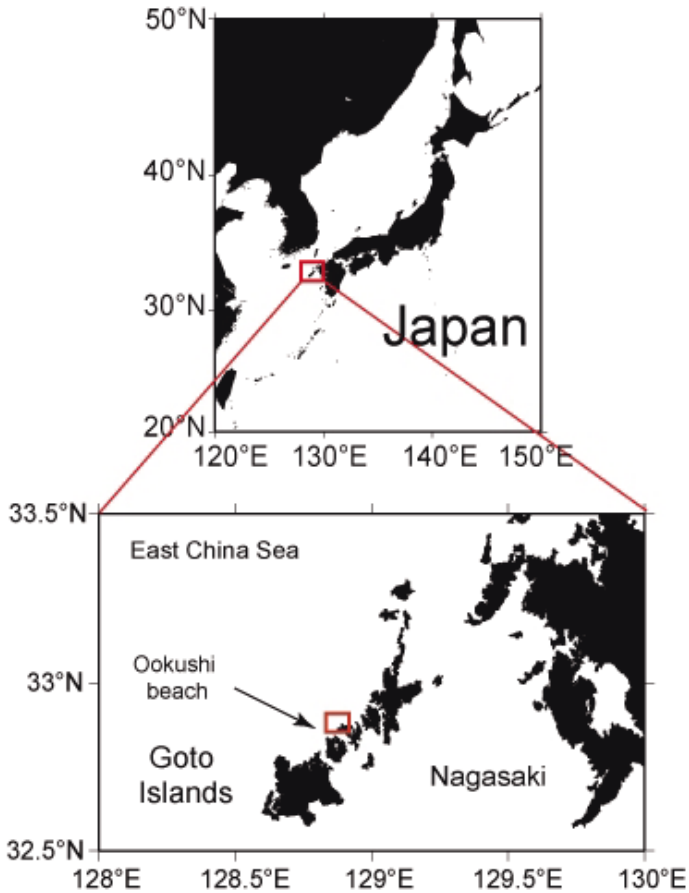 50°N
40°N
30°N
Japan
20°N
120°E 130°E 140°E 150°E
33.5°N
East China Sea
Ookushi
beach
33°N
Goto
Islands
Nagasaki
32.5°N
128°E 128.5°E 129°E 129.5°E 130°E